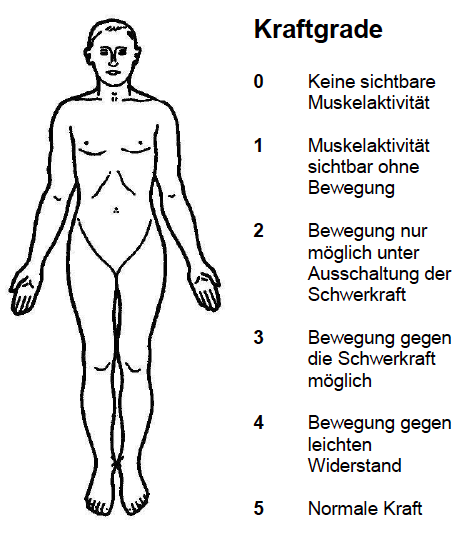 Kraftgrade
0 Keine sichtbare
Muskelaktivität
1 Muskelaktivität
sichtbar ohne
Bewegung
2 Bewegung nur
möglich unter
Ausschaltung der
Schwerkraft
3 Bewegung gegen
die Schwerkraft
möglich
4 Bewegung gegen
leichten
Widerstand
5 Normale Kraft